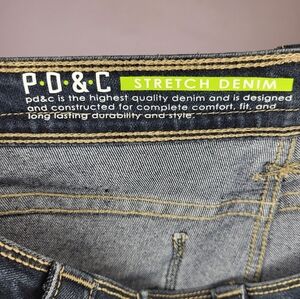 P·D·&·C STRETCH DENIM
pd&c is the highest quality denim and is designed
and constructed for complete comfort, fit, and
long lasting durability and style.